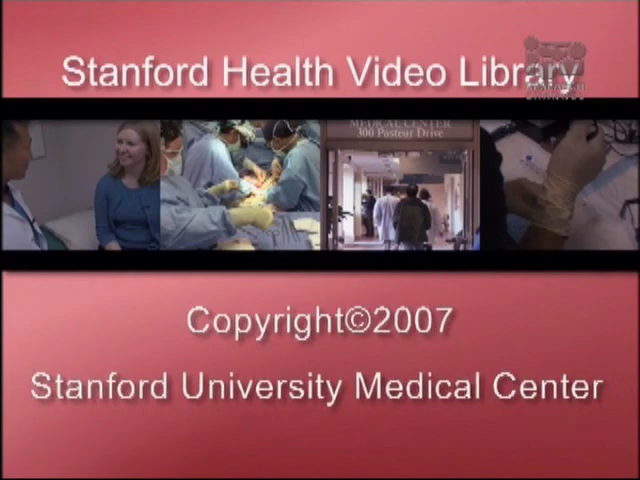 Stanford Health Video Library
MEDICAL CENTER
300 Pasteur Drive
Copyright©2007
Stanford University Medical Center